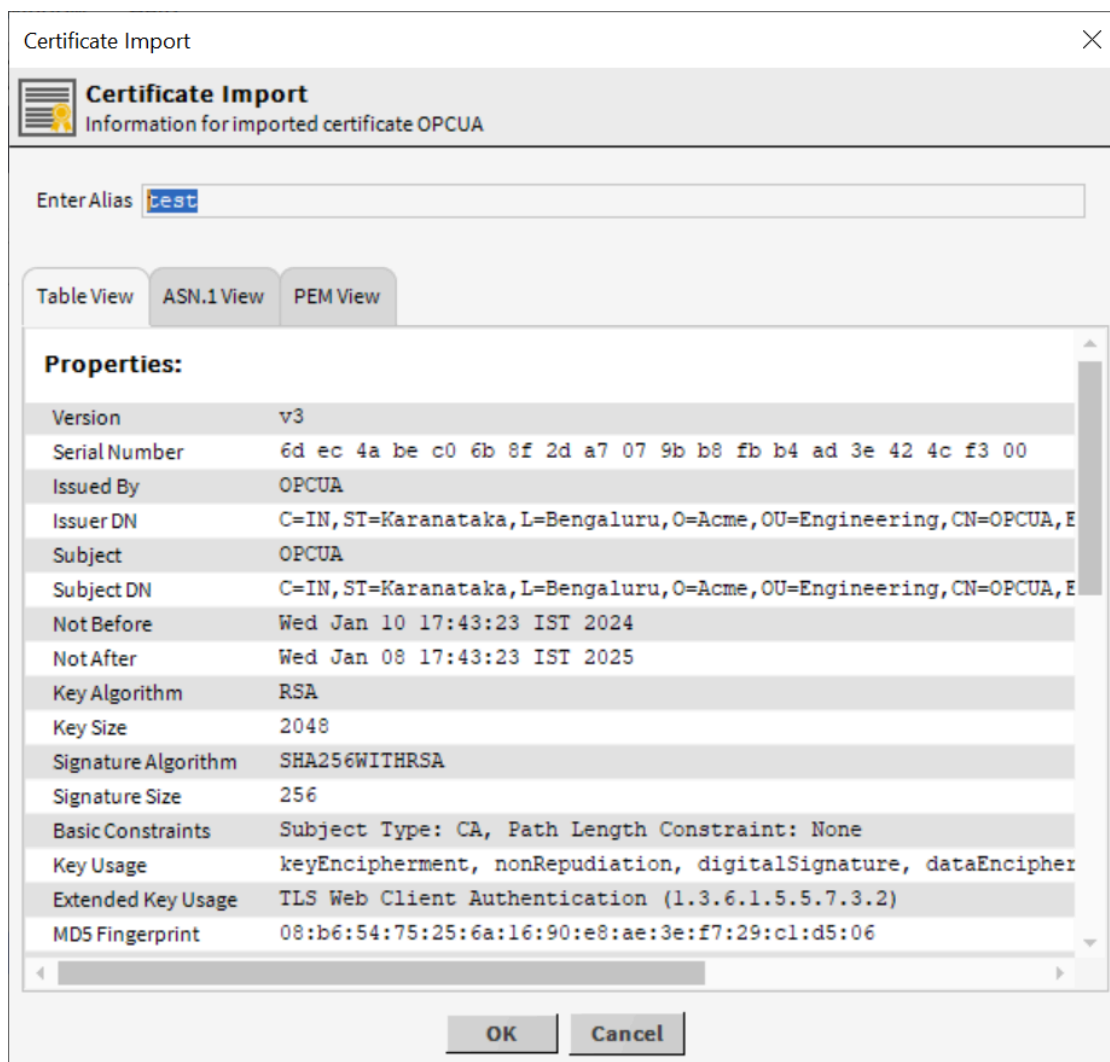 Certificate Import
Certificate Import
Information for imported certificate OPCUA
Enter Alias test
Table View ASN.1 View PEM View
Properties:
Version v3
Serial Number 6d ec 4a be c0 6b 8f 2d a7 07 9b b8 fb b4 ad 3e 42 4c f3 00
Issued By OPCUA
Issuer DN C=IN,ST=Karanataka,L=Bengaluru,O=Acme,OU=Engineering,CN=OPCUA,E
Subject OPCUA
Subject DN C=IN,ST=Karanataka,L=Bengaluru,O=Acme,OU=Engineering,CN=OPCUA,E
Not Before Wed Jan 10 17:43:23 IST 2024
Not After Wed Jan 08 17:43:23 IST 2025
Key Algorithm RSA
Key Size 2048
Signature Algorithm SHA256WITHRSA
Signature Size 256
Basic Constraints Subject Type: CA, Path Length Constraint: None
Key Usage keyEncipherment, nonRepudiation, digitalSignature, dataEncipher
Extended Key Usage TLS Web Client Authentication (1.3.6.1.5.5.7.3.2)
MD5 Fingerprint 08:b6:54:75:25:6a:16:90:e8:ae:3e:f7:29:c1:d5:06
OK Cancel